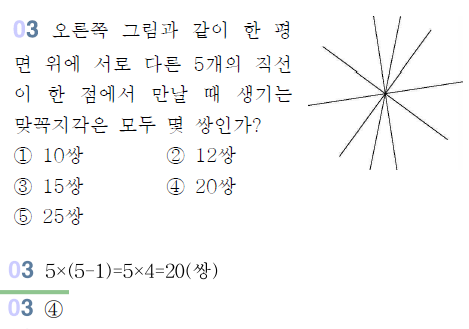 03 오른쪽 그림과 같이 한 평
면 위에 서로 다른 5개의 직선
이 한 점에서 만날 때 생기는
맞꼭지각은 모두 몇 쌍인가?
① 10쌍 ② 12쌍
③ 15쌍 ④ 20쌍
⑤ 25쌍
03 5×(5-1)=5×4=20(쌍)
03 ④